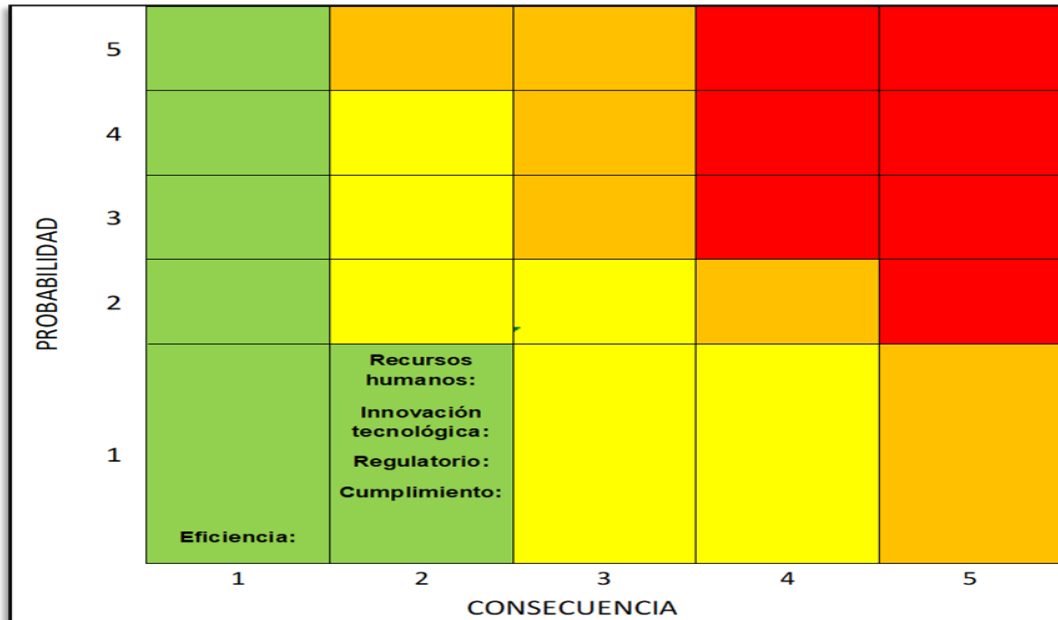 PROBABILIDAD
5
4
3
2
1
Recursos
humanos:
Innovación
tecnológica:
Regulatorio:
Cumplimiento:
Eficiencia:
1 2 3 4 5
CONSECUENCIA